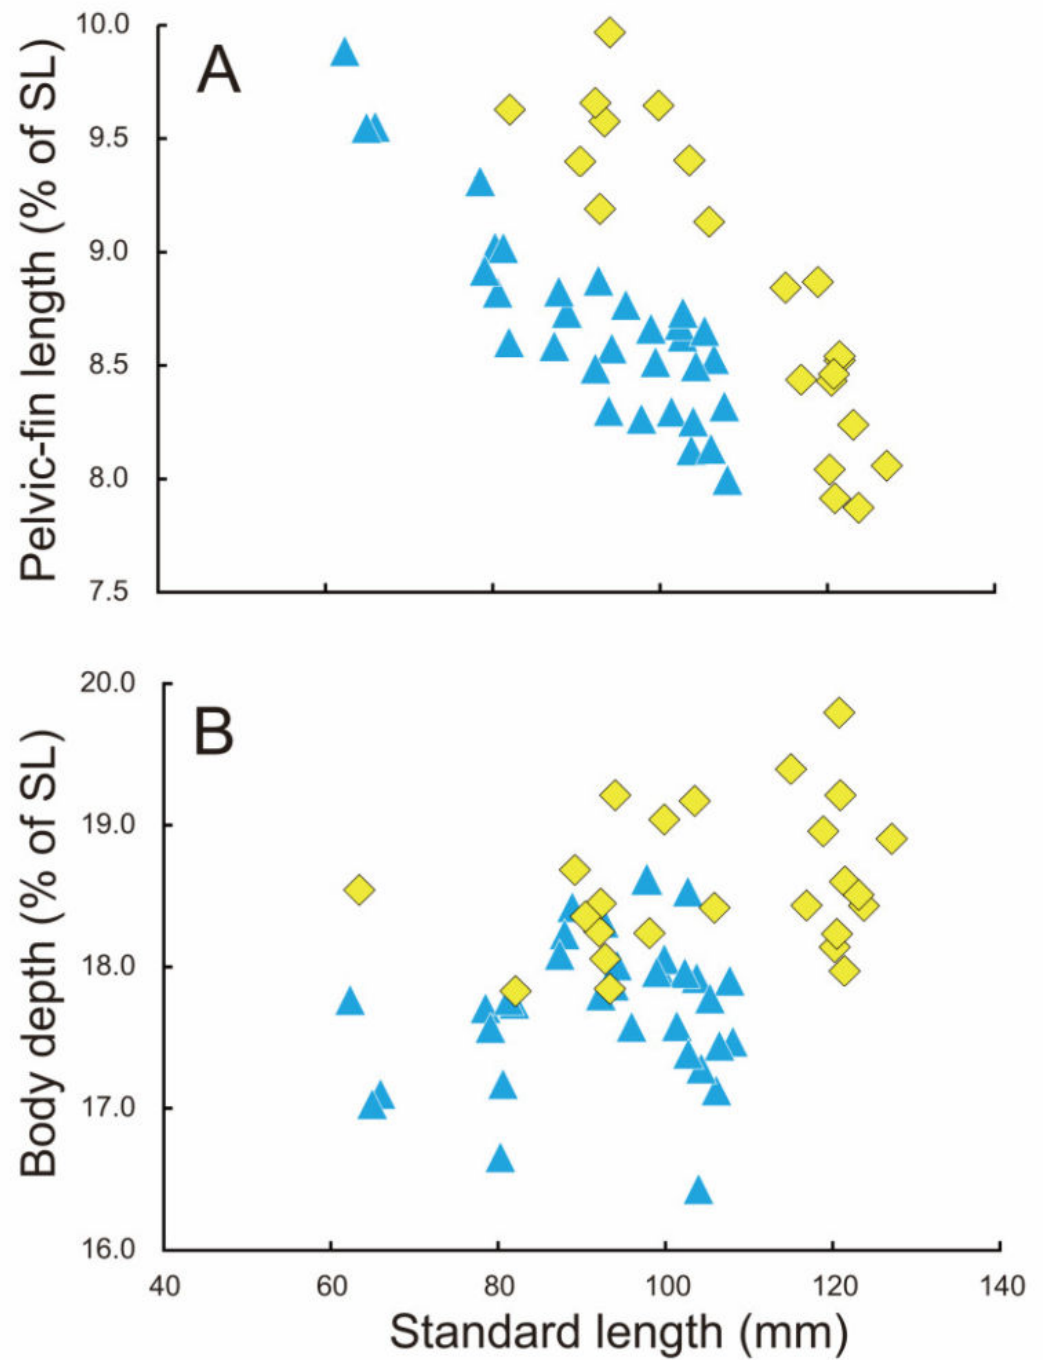 A
Pelvic-fin length (% of SL)
10.0
9.5
9.0
8.5
8.0
7.5
B
Body depth (% of SL)
20.0
19.0
18.0
17.0
16.0
40 60 80 100 120 140
Standard length (mm)